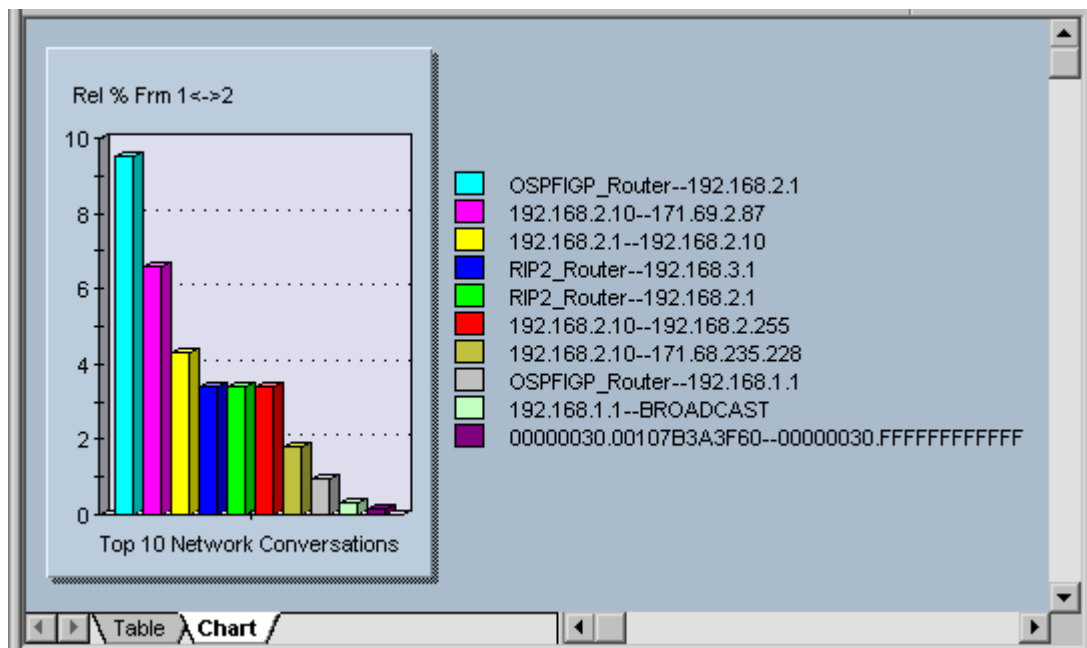 Rel % Frm 1<->2
10
8
6
4
2
0
Top 10 Network Conversations
OSPFIGP_Router--192.168.2.1
192.168.2.10--171.69.2.87
192.168.2.1--192.168.2.10
RIP2_Router--192.168.3.1
RIP2_Router--192.168.2.1
192.168.2.10--192.168.2.255
192.168.2.10--171.68.235.228
OSPFIGP_Router--192.168.1.1
192.168.1.1--BROADCAST
00000030.00107B3A3F60--00000030.FFFFFFFFFFFF
Table Chart